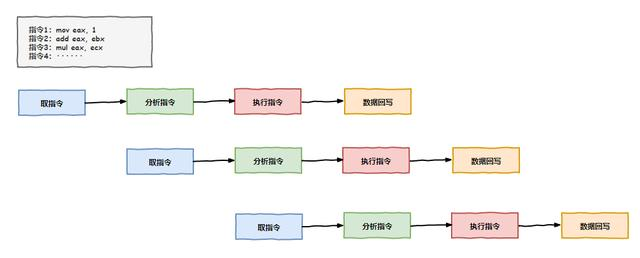 指令1: mov eax, 1
指令2: add eax, ebx
指令3: mul eax, ecx
指令4: ······
取指令 分析指令 执行指令 数据回写
取指令 分析指令 执行指令 数据回写
取指令 分析指令 执行指令 数据回写